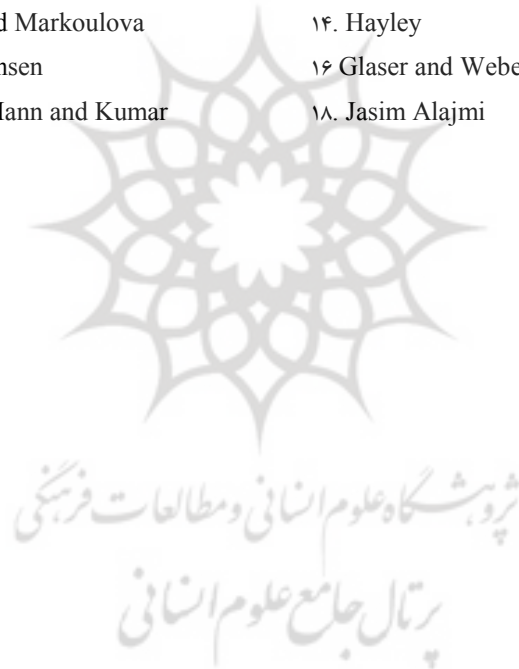 d Markoulova ۱۴. Hayley
nsen ۱۶ Glaser and Webe
Mann and Kumar ۱۸. Jasim Alajmi
پژوهشگاه علوم انسانی و مطالعات فرهنگی
پرتال جامع علوم انسانی